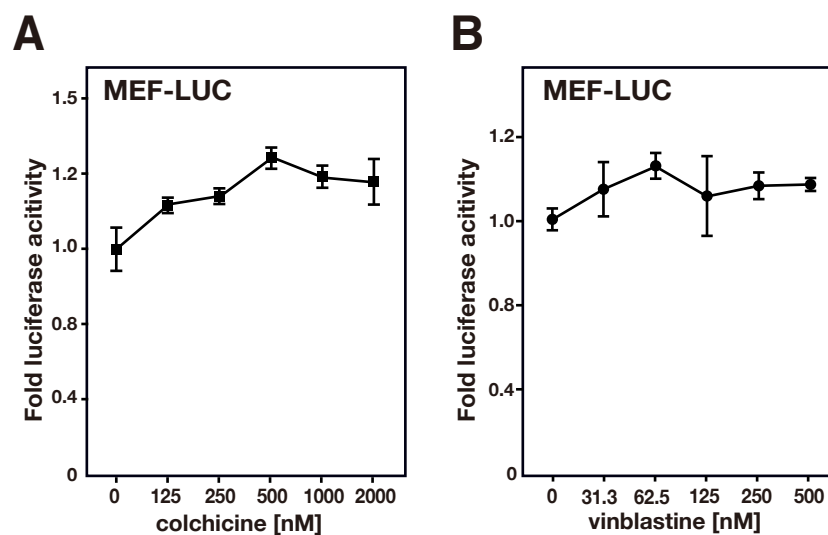 A
MEF-LUC
Fold luciferase acitivity
1.5
1.2
1.0
0.8
0.4
0
0 125 250 500 1000 2000
colchicine [nM]
B
MEF-LUC
Fold luciferase activity
1.2
1.0
0.8
0.4
0
0 31.3 62.5 125 250 500
vinblastine [nM]